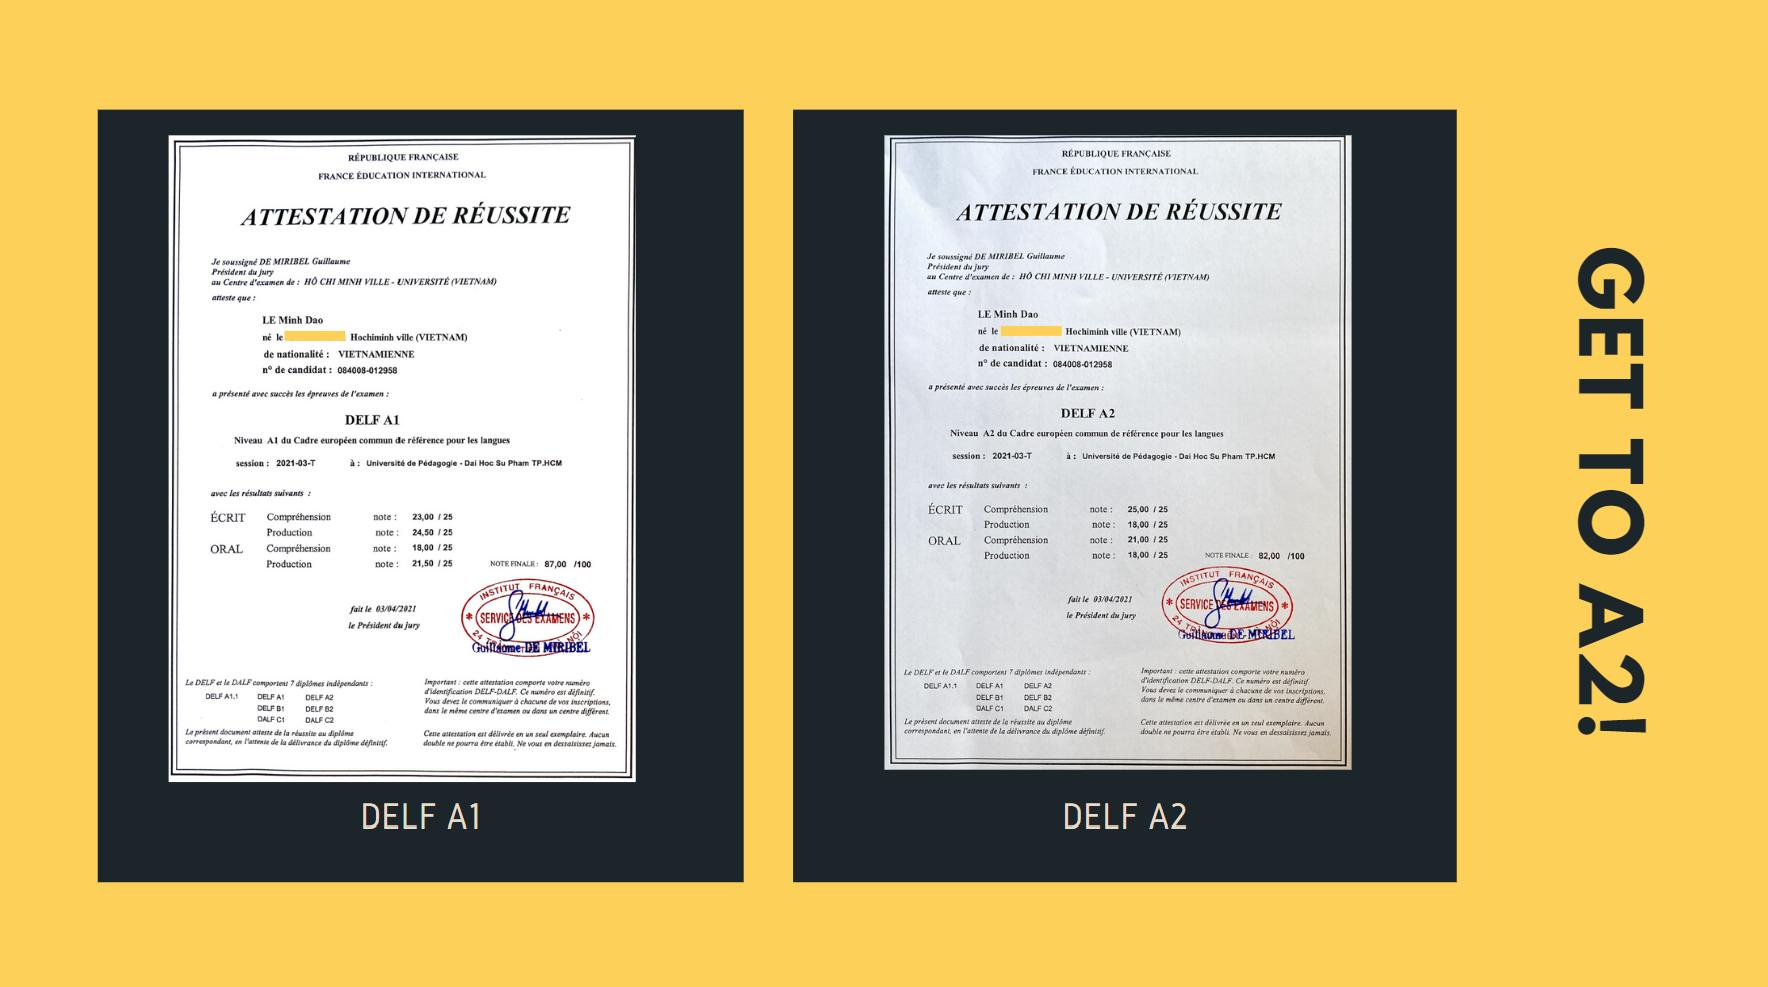 RÉPUBLIQUE FRANÇAISE
FRANCE ÉDUCATION INTERNATIONAL
ATTESTATION DE RÉUSSITE
Je soussigné DE MIRIBEL Guillaume
Président du jury
au Centre d'examen de : HÔ CHI MINH VILLE - UNIVERSITÉ (VIETNAM)
atteste que :
LE Minh Dao
né le Hochiminh ville (VIETNAM)
de nationalité : VIETNAMIENNE
n° de candidat : 084008-012958
a présenté avec succès les épreuves de l'examen :
DELF A1
Niveau A1 du Cadre européen commun de référence pour les langues
session : 2021-03-T à : Université de Pédagogie - Dai Hoc Su Pham TP.HCM
avec les résultats suivants :
ÉCRIT Compréhension note : 23,00 / 25
Production note : 24,50 / 25
ORAL Compréhension note : 18,00 / 25
Production note : 21,50 / 25 NOTE FINALE : 87,00 /100
fait le 03/04/2021
le Président du jury
INSTITUT FRANÇAIS
* SERVICE DES EXAMENS *
Guillaume DE MIRIBEL
Le DELF et le DALF comportent 7 diplômes indépendants :
DELF A1.1 DELF A1 DELF A2
DELF B1 DELF B2
DALF C1 DALF C2
Le présent document atteste de la réussite au diplôme
correspondant, en l'attente de la délivrance du diplôme définitif.
Important : cette attestation comporte votre numéro
d'identification DELF-DALF. Ce numéro est définitif.
Vous devez le communiquer à chacune de vos inscriptions,
dans le même centre d'examen ou dans un centre différent.
Cette attestation est délivrée en un seul exemplaire. Aucun
double ne pourra être établi. Ne vous en dessaisissez jamais.
DELF A1
RÉPUBLIQUE FRANÇAISE
FRANCE ÉDUCATION INTERNATIONAL
ATTESTATION DE RÉUSSITE
Je soussigné DE MIRIBEL Guillaume
Président du jury
au Centre d'examen de : HÔ CHI MINH VILLE - UNIVERSITÉ (VIETNAM)
atteste que :
LE Minh Dao
né le Hochiminh ville (VIETNAM)
de nationalité : VIETNAMIENNE
n° de candidat : 084008-012958
a présenté avec succès les épreuves de l'examen :
DELF A2
Niveau A2 du Cadre européen commun de référence pour les langues
session : 2021-03-T à : Université de Pédagogie - Dai Hoc Su Pham TP.HCM
avec les résultats suivants :
ÉCRIT Compréhension note : 25,00 / 25
Production note : 18,00 / 25
ORAL Compréhension note : 21,00 / 25
Production note : 18,00 / 25 NOTE FINALE : 82,00 /100
fait le 03/04/2021
le Président du jury
INSTITUT FRANÇAIS
* SERVICE DES EXAMENS *
Guillaume DE MIRIBEL
Le DELF et le DALF comportent 7 diplômes indépendants :
DELF A1.1 DELF A1 DELF A2
DELF B1 DELF B2
DALF C1 DALF C2
Le présent document atteste de la réussite au diplôme
correspondant, en l'attente de la délivrance du diplôme définitif.
Important : cette attestation comporte votre numéro
d'identification DELF-DALF. Ce numéro est définitif.
Vous devez le communiquer à chacune de vos inscriptions,
dans le même centre d'examen ou dans un centre différent.
Cette attestation est délivrée en un seul exemplaire. Aucun
double ne pourra être établi. Ne vous en dessaisissez jamais.
DELF A2
GET TO A2!